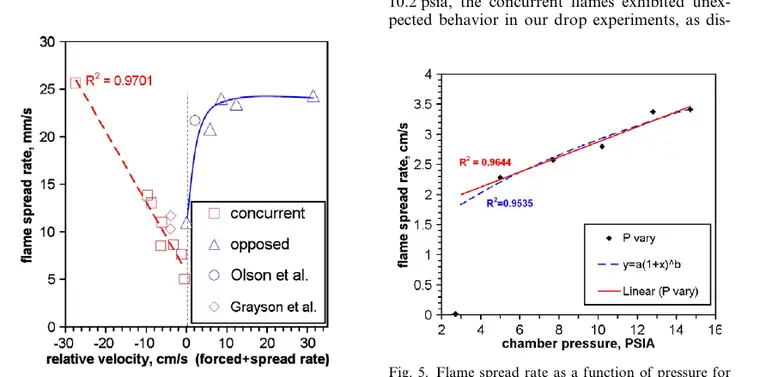 10.2 psia, the concurrent flames exhibited unex-
pected behavior in our drop experiments, as dis-
30
25
20
15
10
5
0
flame spread rate, mm/s
R² = 0.9701
concurrent
opposed
Olson et al.
Grayson et al.
-30 -20 -10 0 10 20 30
relative velocity, cm/s (forced+spread rate)
4
3.5
3
2.5
2
1.5
1
0.5
0
flame spread rate, cm/s
R² = 0.9644
R²=0.9535
P vary
y=a(1+x)^b
Linear (P vary)
2 4 6 8 10 12 14 16
chamber pressure, PSIA
Fig. 5. Flame spread rate as a function of pressure for